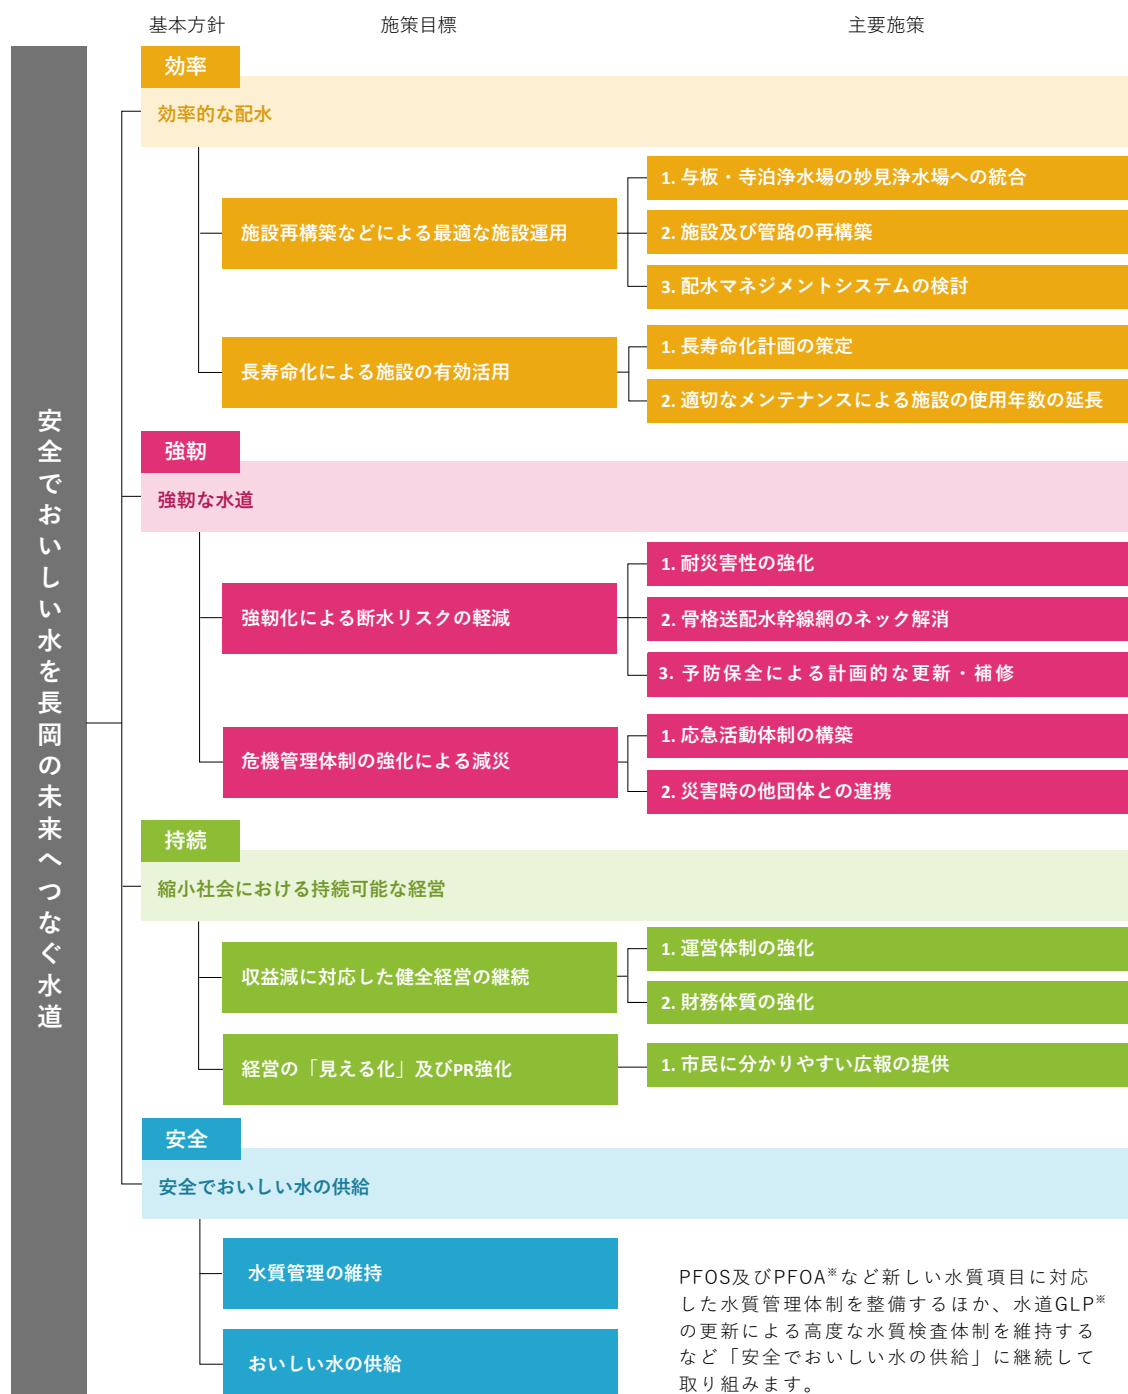 基本方針
施策目標
主要施策
安全でおいしい水を長岡の未来へつなぐ水道
効率
効率的な配水
施設再構築などによる最適な施設運用
1. 与板・寺泊浄水場の妙見浄水場への統合
2. 施設及び管路の再構築
3. 配水マネジメントシステムの検討
長寿命化による施設の有効活用
1. 長寿命化計画の策定
2. 適切なメンテナンスによる施設の使用年数の延長
強靭
強靭な水道
強靭化による断水リスクの軽減
1. 耐災害性の強化
2. 骨格送配水幹線網のネック解消
3. 予防保全による計画的な更新・補修
危機管理体制の強化による減災
1. 応急活動体制の構築
2. 災害時の他団体との連携
持続
縮小社会における持続可能な経営
収益減に対応した健全経営の継続
1. 運営体制の強化
2. 財務体質の強化
経営の「見える化」及びPR強化
1. 市民に分かりやすい広報の提供
安全
安全でおいしい水の供給
水質管理の維持
おいしい水の供給
PFOS及びPFOA※など新しい水質項目に対応
した水質管理体制を整備するほか、水道GLP※
の更新による高度な水質検査体制を維持する
など「安全でおいしい水の供給」に継続して
取り組みます。